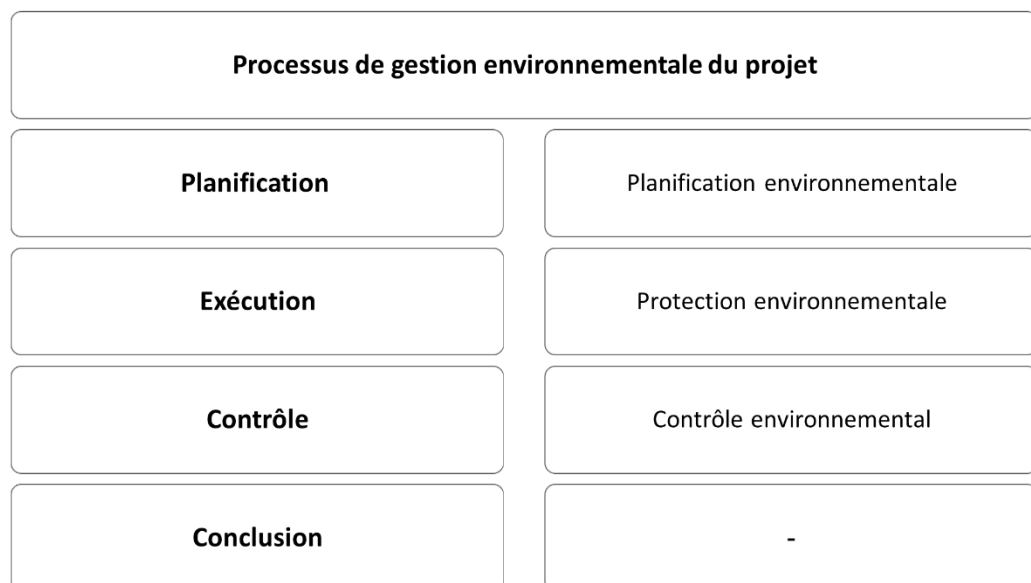 Processus de gestion environnementale du projet
Planification
Planification environnementale
Exécution
Protection environnementale
Contrôle
Contrôle environnemental
Conclusion
-